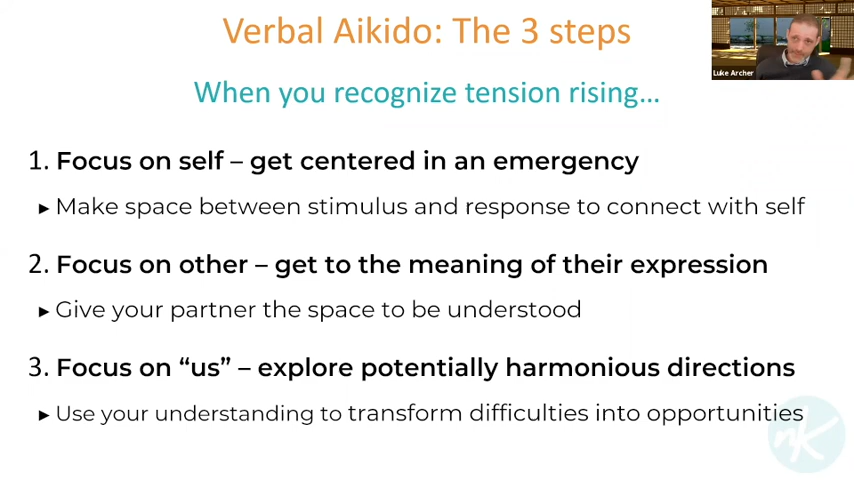 Verbal Aikido: The 3 steps
Luke Archer
When you recognize tension rising…
1. Focus on self – get centered in an emergency
▸ Make space between stimulus and response to connect with self
2. Focus on other – get to the meaning of their expression
▸ Give your partner the space to be understood
3. Focus on “us” – explore potentially harmonious directions
▸ Use your understanding to transform difficulties into opportunities
nK